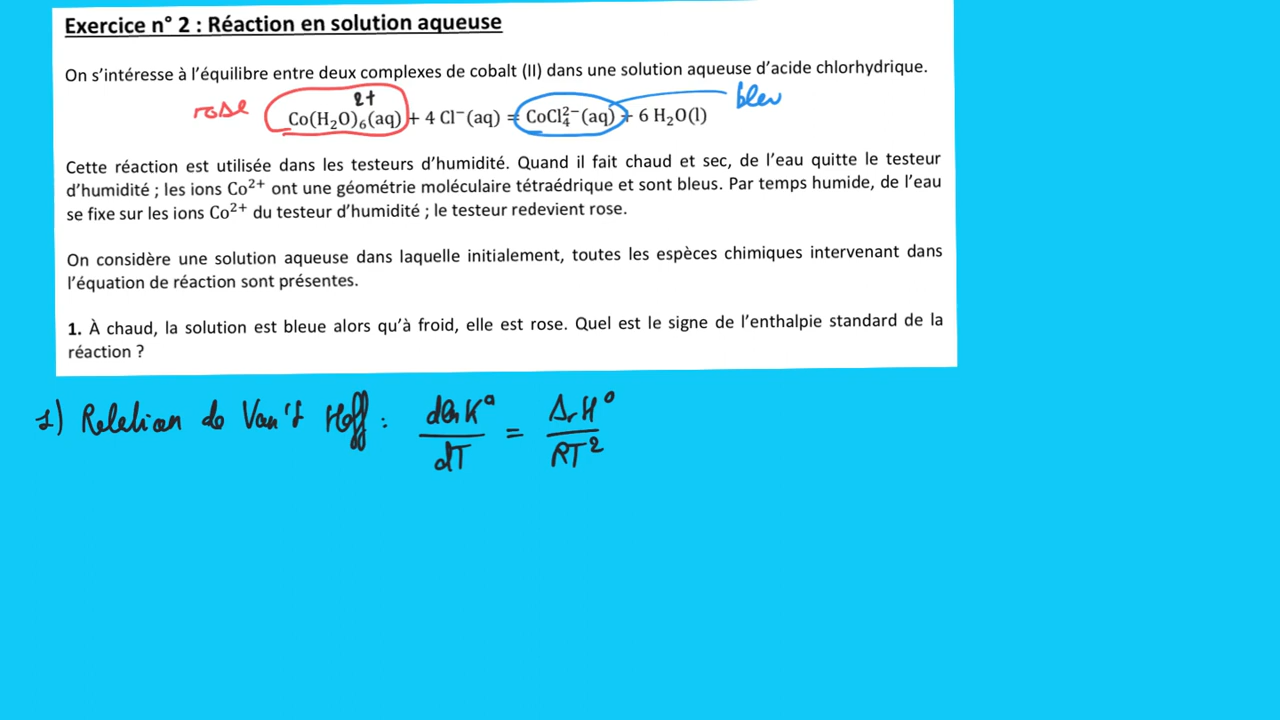 Exercice n° 2 : Réaction en solution aqueuse
On s’intéresse à l’équilibre entre deux complexes de cobalt (II) dans une solution aqueuse d’acide chlorhydrique.
rose Co(H₂O)₆²⁺(aq) + 4 Cl⁻(aq) = CoCl₄²⁻(aq) + 6 H₂O(l) bleu
Cette réaction est utilisée dans les testeurs d’humidité. Quand il fait chaud et sec, de l’eau quitte le testeur
d’humidité ; les ions Co²⁺ ont une géométrie moléculaire tétraédrique et sont bleus. Par temps humide, de l’eau
se fixe sur les ions Co²⁺ du testeur d’humidité ; le testeur redevient rose.
On considère une solution aqueuse dans laquelle initialement, toutes les espèces chimiques intervenant dans
l’équation de réaction sont présentes.
1. À chaud, la solution est bleue alors qu’à froid, elle est rose. Quel est le signe de l’enthalpie standard de la
réaction ?
1) Relation de Van't Hoff : dlnK°/dT = ΔrH°/RT²